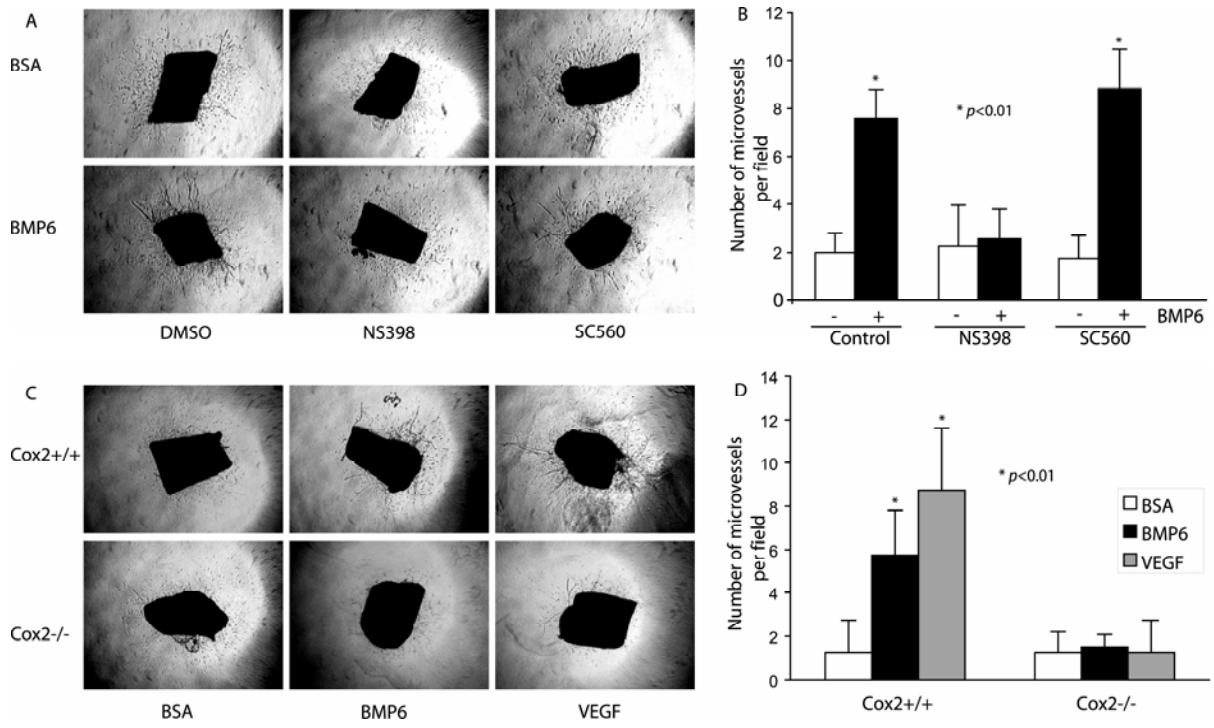 A
BSA
BMP6
DMSO NS398 SC560
B
Number of microvessels
per field
12
10
8
6
4
2
0
*
*
* p<0.01
- + - + - + BMP6
Control NS398 SC560
C
Cox2+/+
Cox2-/-
BSA BMP6 VEGF
D
Number of microvessels
per field
14
12
10
8
6
4
2
0
*
*
* p<0.01
BSA
BMP6
VEGF
Cox2+/+ Cox2-/-